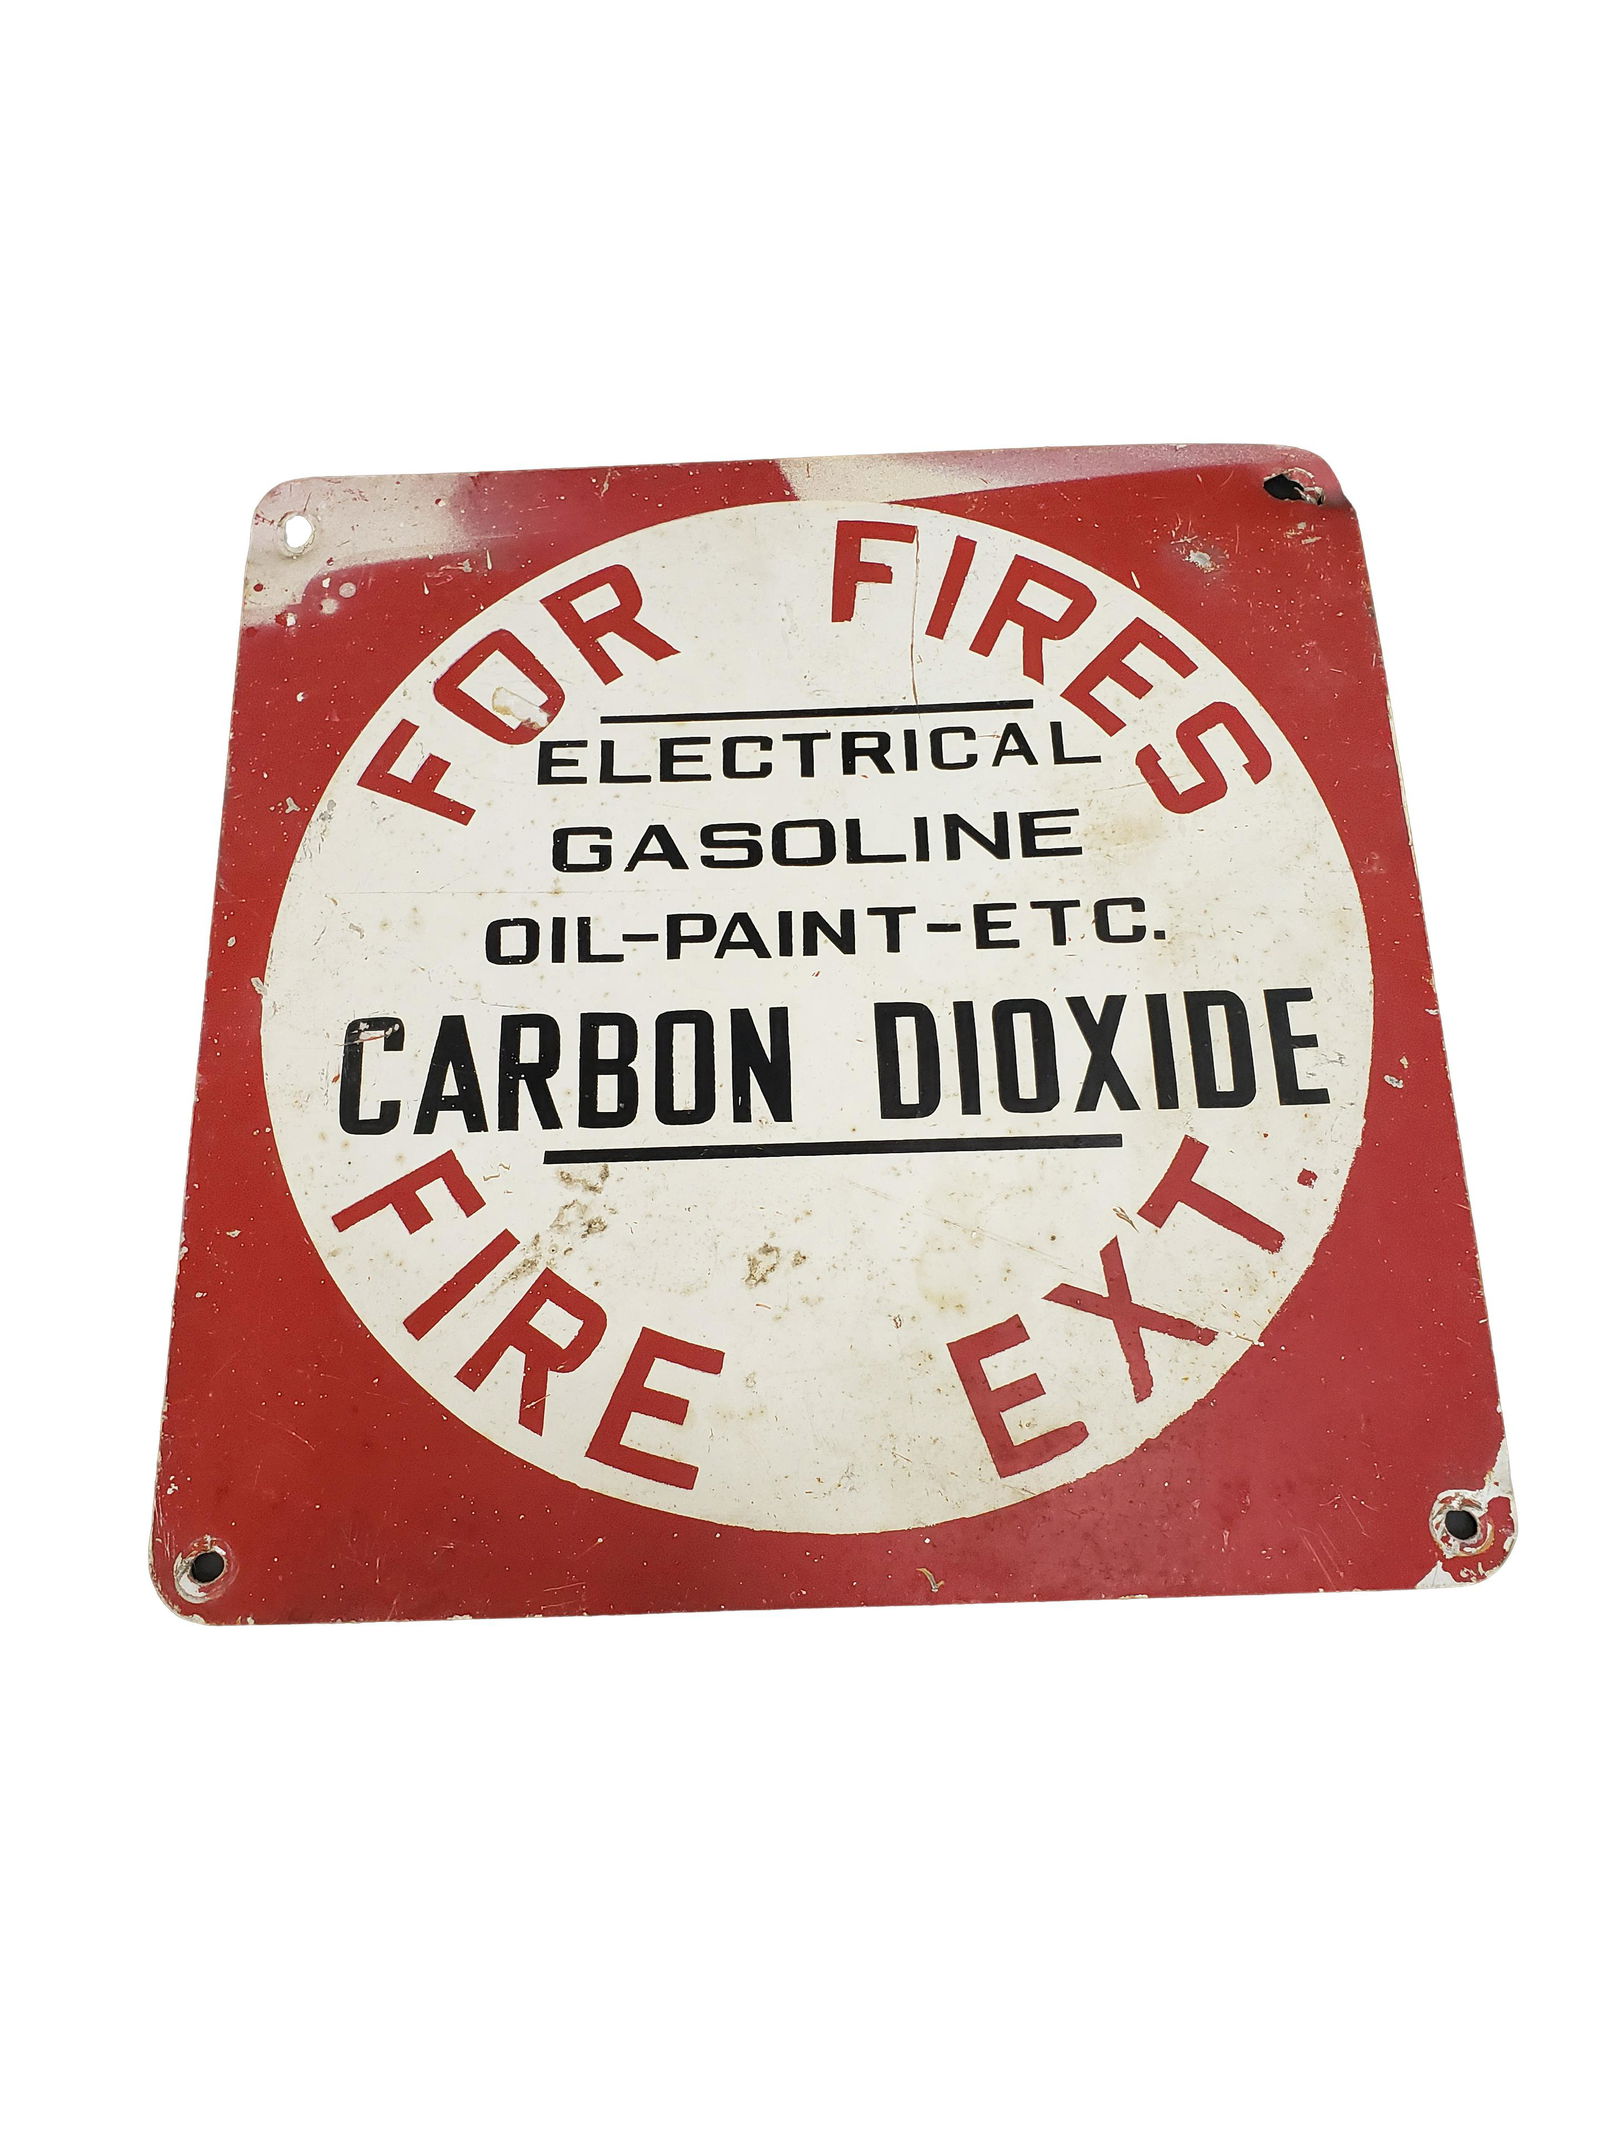 FOR FIRES
ELECTRICAL
GASOLINE
OIL-PAINT-ETC.
CARBON DIOXIDE
FIRE EXT.